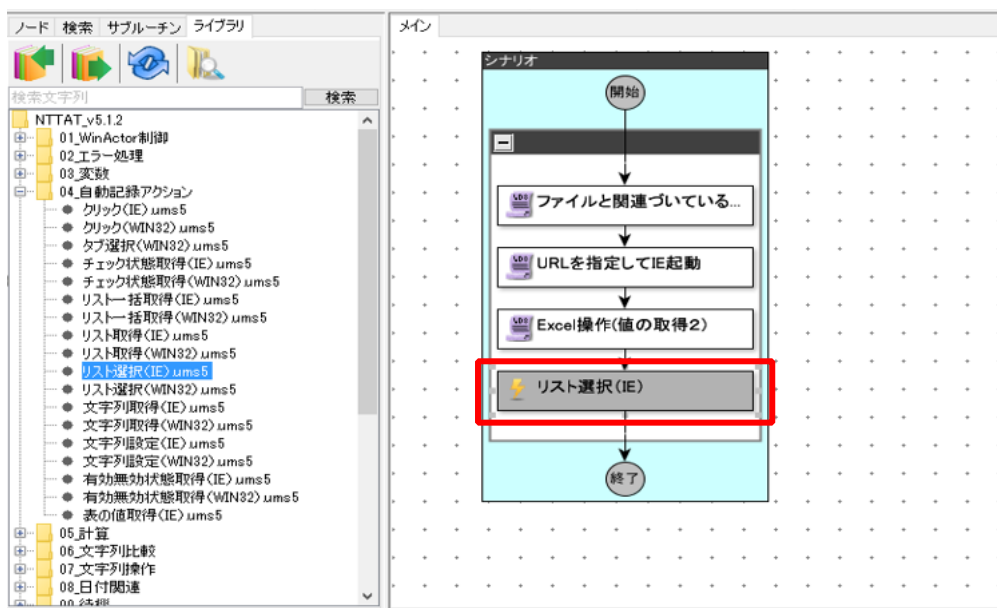 ノード 検索 サブルーチン ライブラリ
検索文字列 検索
NTTAT_v5.1.2
01_WinActor制御
02_エラー処理
03_変数
04_自動記録アクション
クリック(IE).ums5
クリック(WIN32).ums5
タブ選択(WIN32).ums5
チェック状態取得(IE).ums5
チェック状態取得(WIN32).ums5
リスト一括取得(IE).ums5
リスト一括取得(WIN32).ums5
リスト取得(IE).ums5
リスト取得(WIN32).ums5
リスト選択(IE).ums5
リスト選択(WIN32).ums5
文字列取得(IE).ums5
文字列取得(WIN32).ums5
文字列設定(IE).ums5
文字列設定(WIN32).ums5
有効無効状態取得(IE).ums5
有効無効状態取得(WIN32).ums5
表の値取得(IE).ums5
05_計算
06_文字列比較
07_文字列操作
08_日付関連
09_待機
メイン
シナリオ
開始
ファイルと関連づいている...
URLを指定してIE起動
Excel操作(値の取得2)
リスト選択(IE)
終了